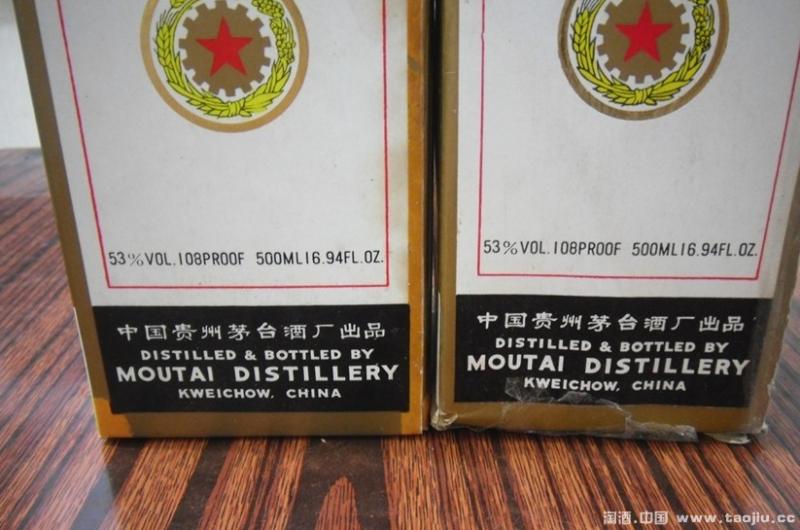 53%VOL.108PROOF 500ML16.94FL.OZ.
中国贵州茅台酒厂出品
DISTILLED & BOTTLED BY
MOUTAI DISTILLERY
KWEICHOW, CHINA
53%VOL.108PROOF 500ML16.94FL.OZ.
中国贵州茅台酒厂出品
DISTILLED & BOTTLED BY
MOUTAI DISTILLERY
KWEICHOW, CHINA
淘酒.中国 www.taojiu.cc